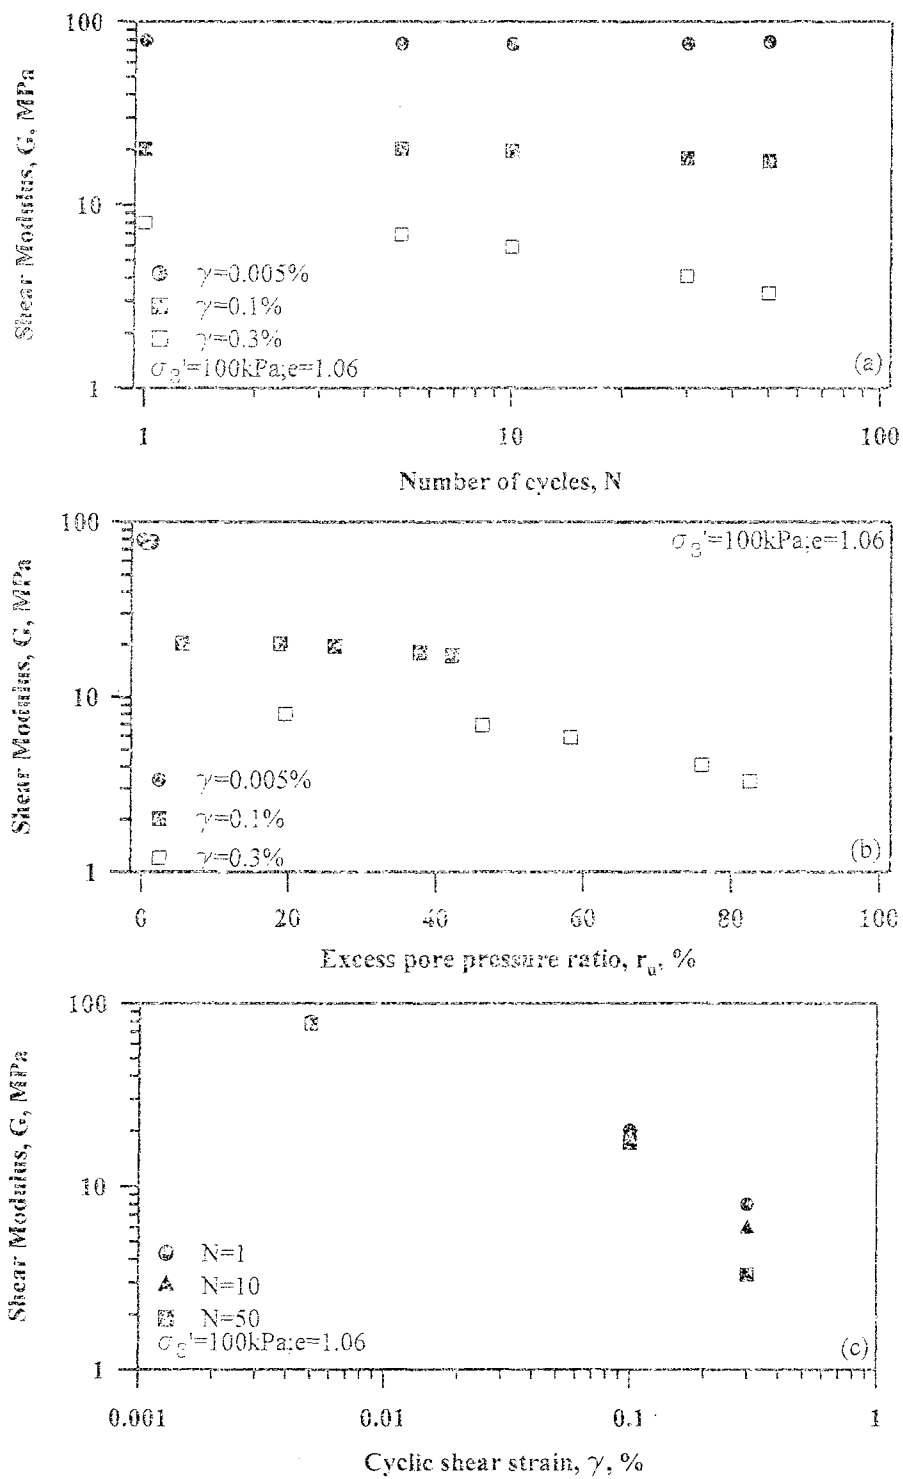 100
10
1
Shear Modulus, G, MPa
γ=0.005%
γ=0.1%
γ=0.3%
σ3'=100kPa;e=1.06
(a)
1
10
100
Number of cycles, N
100
10
1
Shear Modulus, G, MPa
σ3'=100kPa;e=1.06
γ=0.005%
γ=0.1%
γ=0.3%
(b)
0
20
40
60
80
100
Excess pore pressure ratio, ru, %
100
10
1
Shear Modulus, G, MPa
N=1
N=10
N=50
σ3'=100kPa;e=1.06
(c)
0.001
0.01
0.1
1
Cyclic shear strain, γ, %